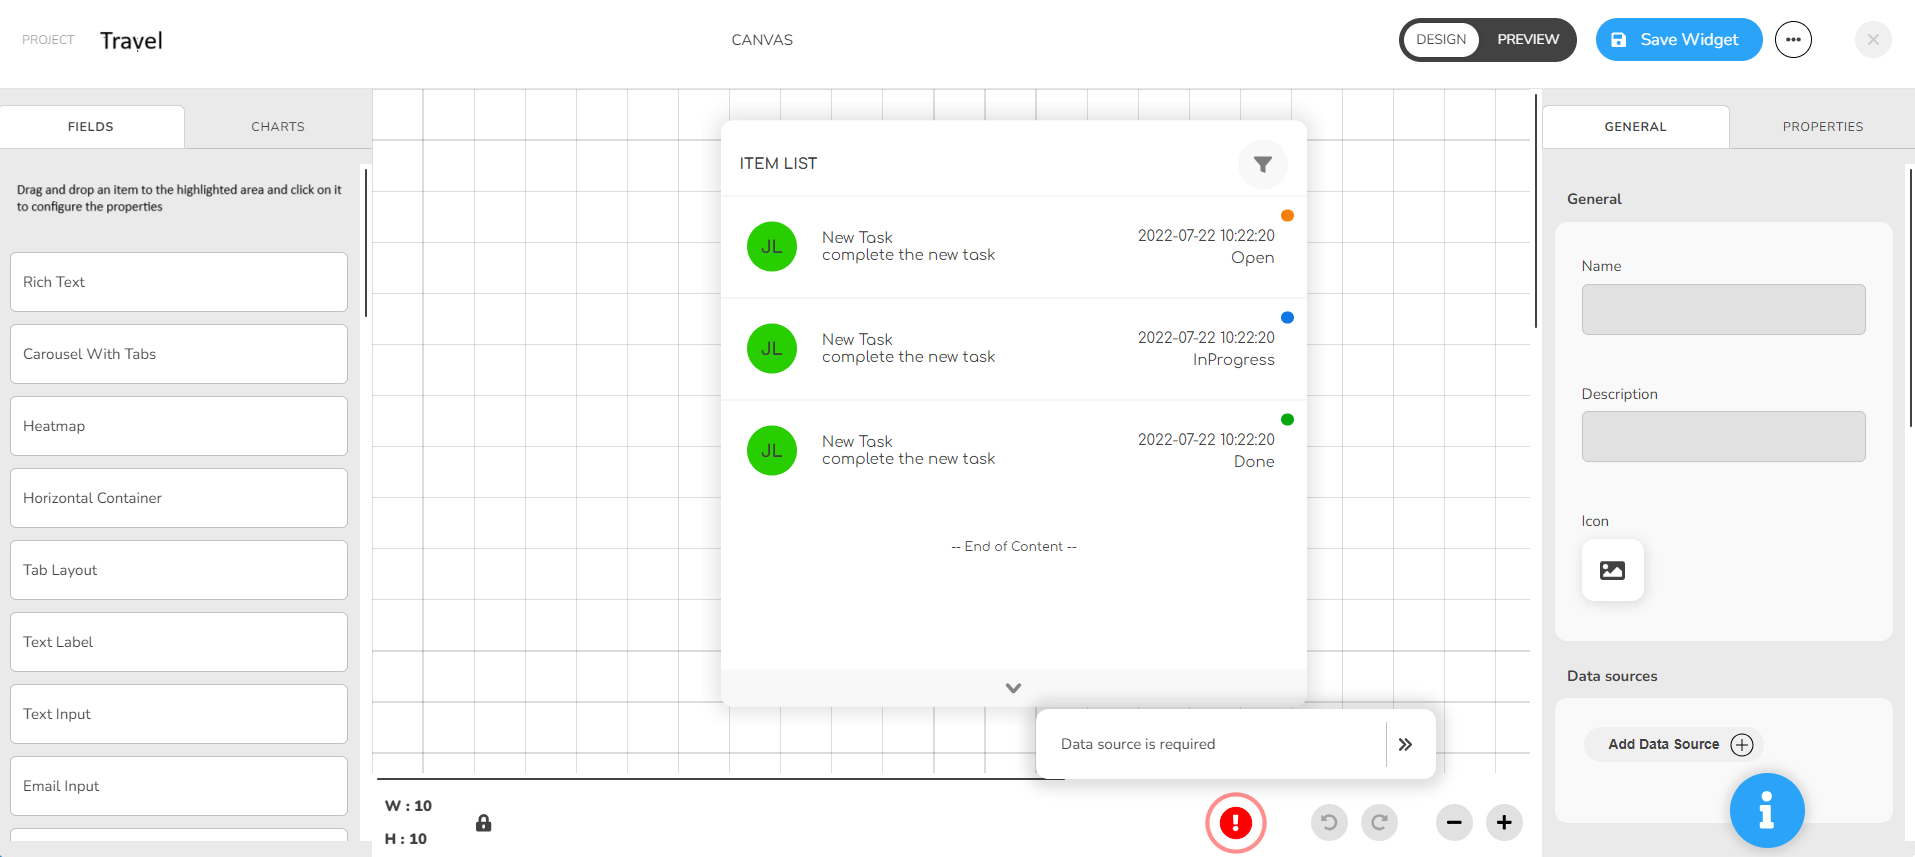 PROJECT
Travel
CANVAS
DESIGN
PREVIEW
Save Widget
FIELDS
CHARTS
Drag and drop an item to the highlighted area and click on it
to configure the properties
Rich Text
Carousel With Tabs
Heatmap
Horizontal Container
Tab Layout
Text Label
Text Input
Email Input
ITEM LIST
JL
New Task
complete the new task
2022-07-22 10:22:20
Open
JL
New Task
complete the new task
2022-07-22 10:22:20
InProgress
JL
New Task
complete the new task
2022-07-22 10:22:20
Done
-- End of Content --
Data source is required
W : 10
H : 10
GENERAL
PROPERTIES
General
Name
Description
Icon
Data sources
Add Data Source